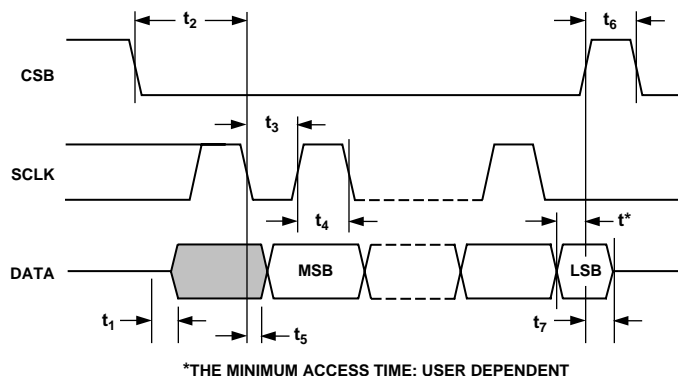 t2
t6
CSB
t3
SCLK
t4
t*
DATA
MSB
LSB
t1
t5
t7
*THE MINIMUM ACCESS TIME: USER DEPENDENT